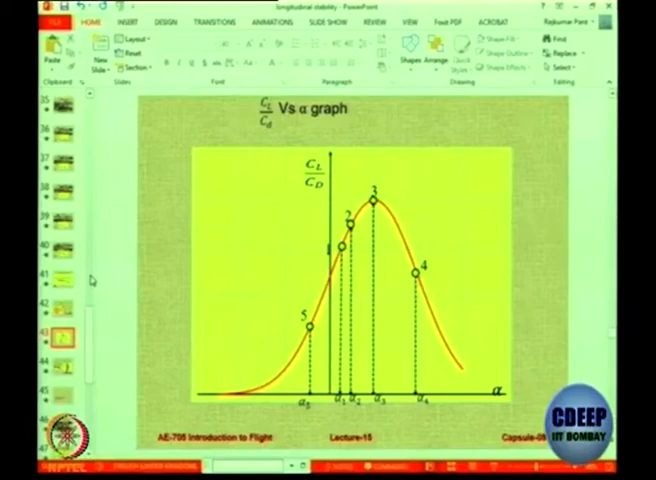 longitudinal stability - PowerPoint
FILE HOME INSERT DESIGN TRANSITIONS ANIMATIONS SLIDE SHOW REVIEW VIEW Foxit PDF ACROBAT
Paste
New Slide
Layout
Reset
Section
Shapes
Arrange
Quick Styles
Shape Fill
Shape Outline
Shape Effects
Find
Replace
Select
Clipboard Slides Font Paragraph Drawing Editing
35
36
37
38
39
40
41
42
43
44
45
46
47
C_L/C_d Vs α graph
C_L/C_D
3
2
1
4
5
α
α₅ α₁ α₂ α₃ α₄
AE-705 Introduction to Flight Lecture-15 Capsule-08
CDEEP
IIT BOMBAY
NPTEL